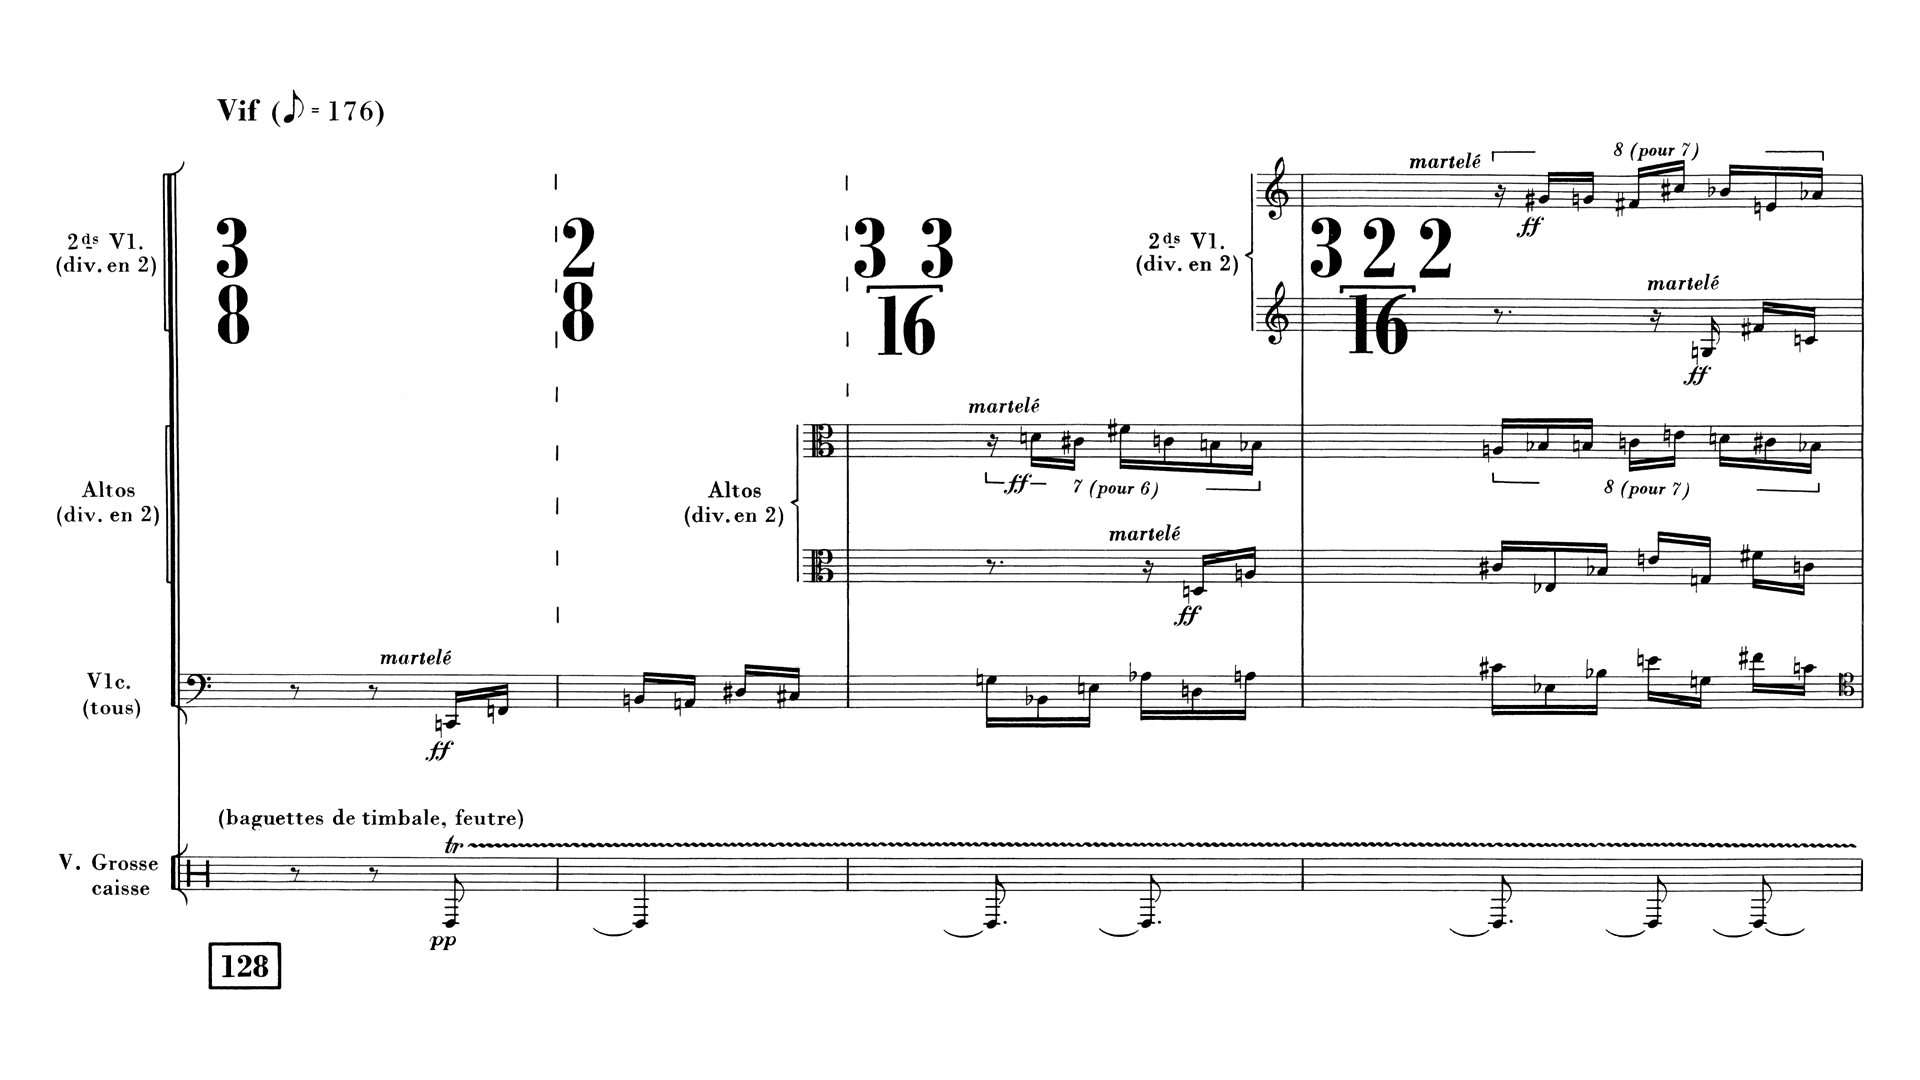 Vif (♪ = 176)
martelé 8 (pour 7)
ff
2ds Vl.
(div. en 2)
3 2 3 3
8 8 16
2ds Vl.
(div. en 2)
3 2 2
16
martelé
ff
martelé
ff 7 (pour 6) 8 (pour 7)
Altos
(div. en 2)
Altos
(div. en 2)
martelé
ff
martelé
Vlc.
(tous)
ff
(baguettes de timbale, feutre)
tr
V. Grosse
caisse
pp
128